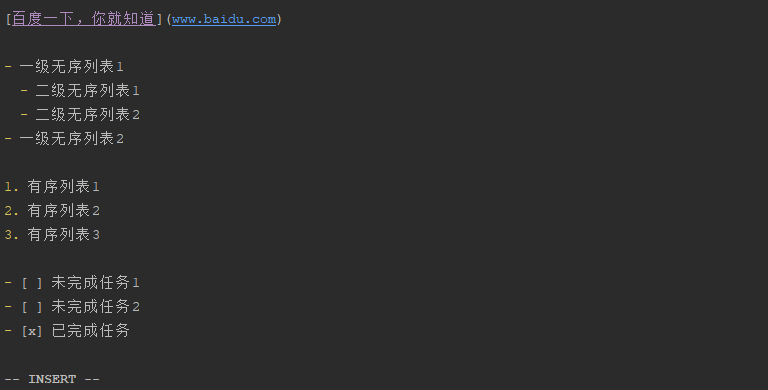 [百度一下，你就知道](www.baidu.com)
- 一级无序列表1
  - 二级无序列表1
  - 二级无序列表2
- 一级无序列表2
1. 有序列表1
2. 有序列表2
3. 有序列表3
- [ ] 未完成任务1
- [ ] 未完成任务2
- [x] 已完成任务
-- INSERT --